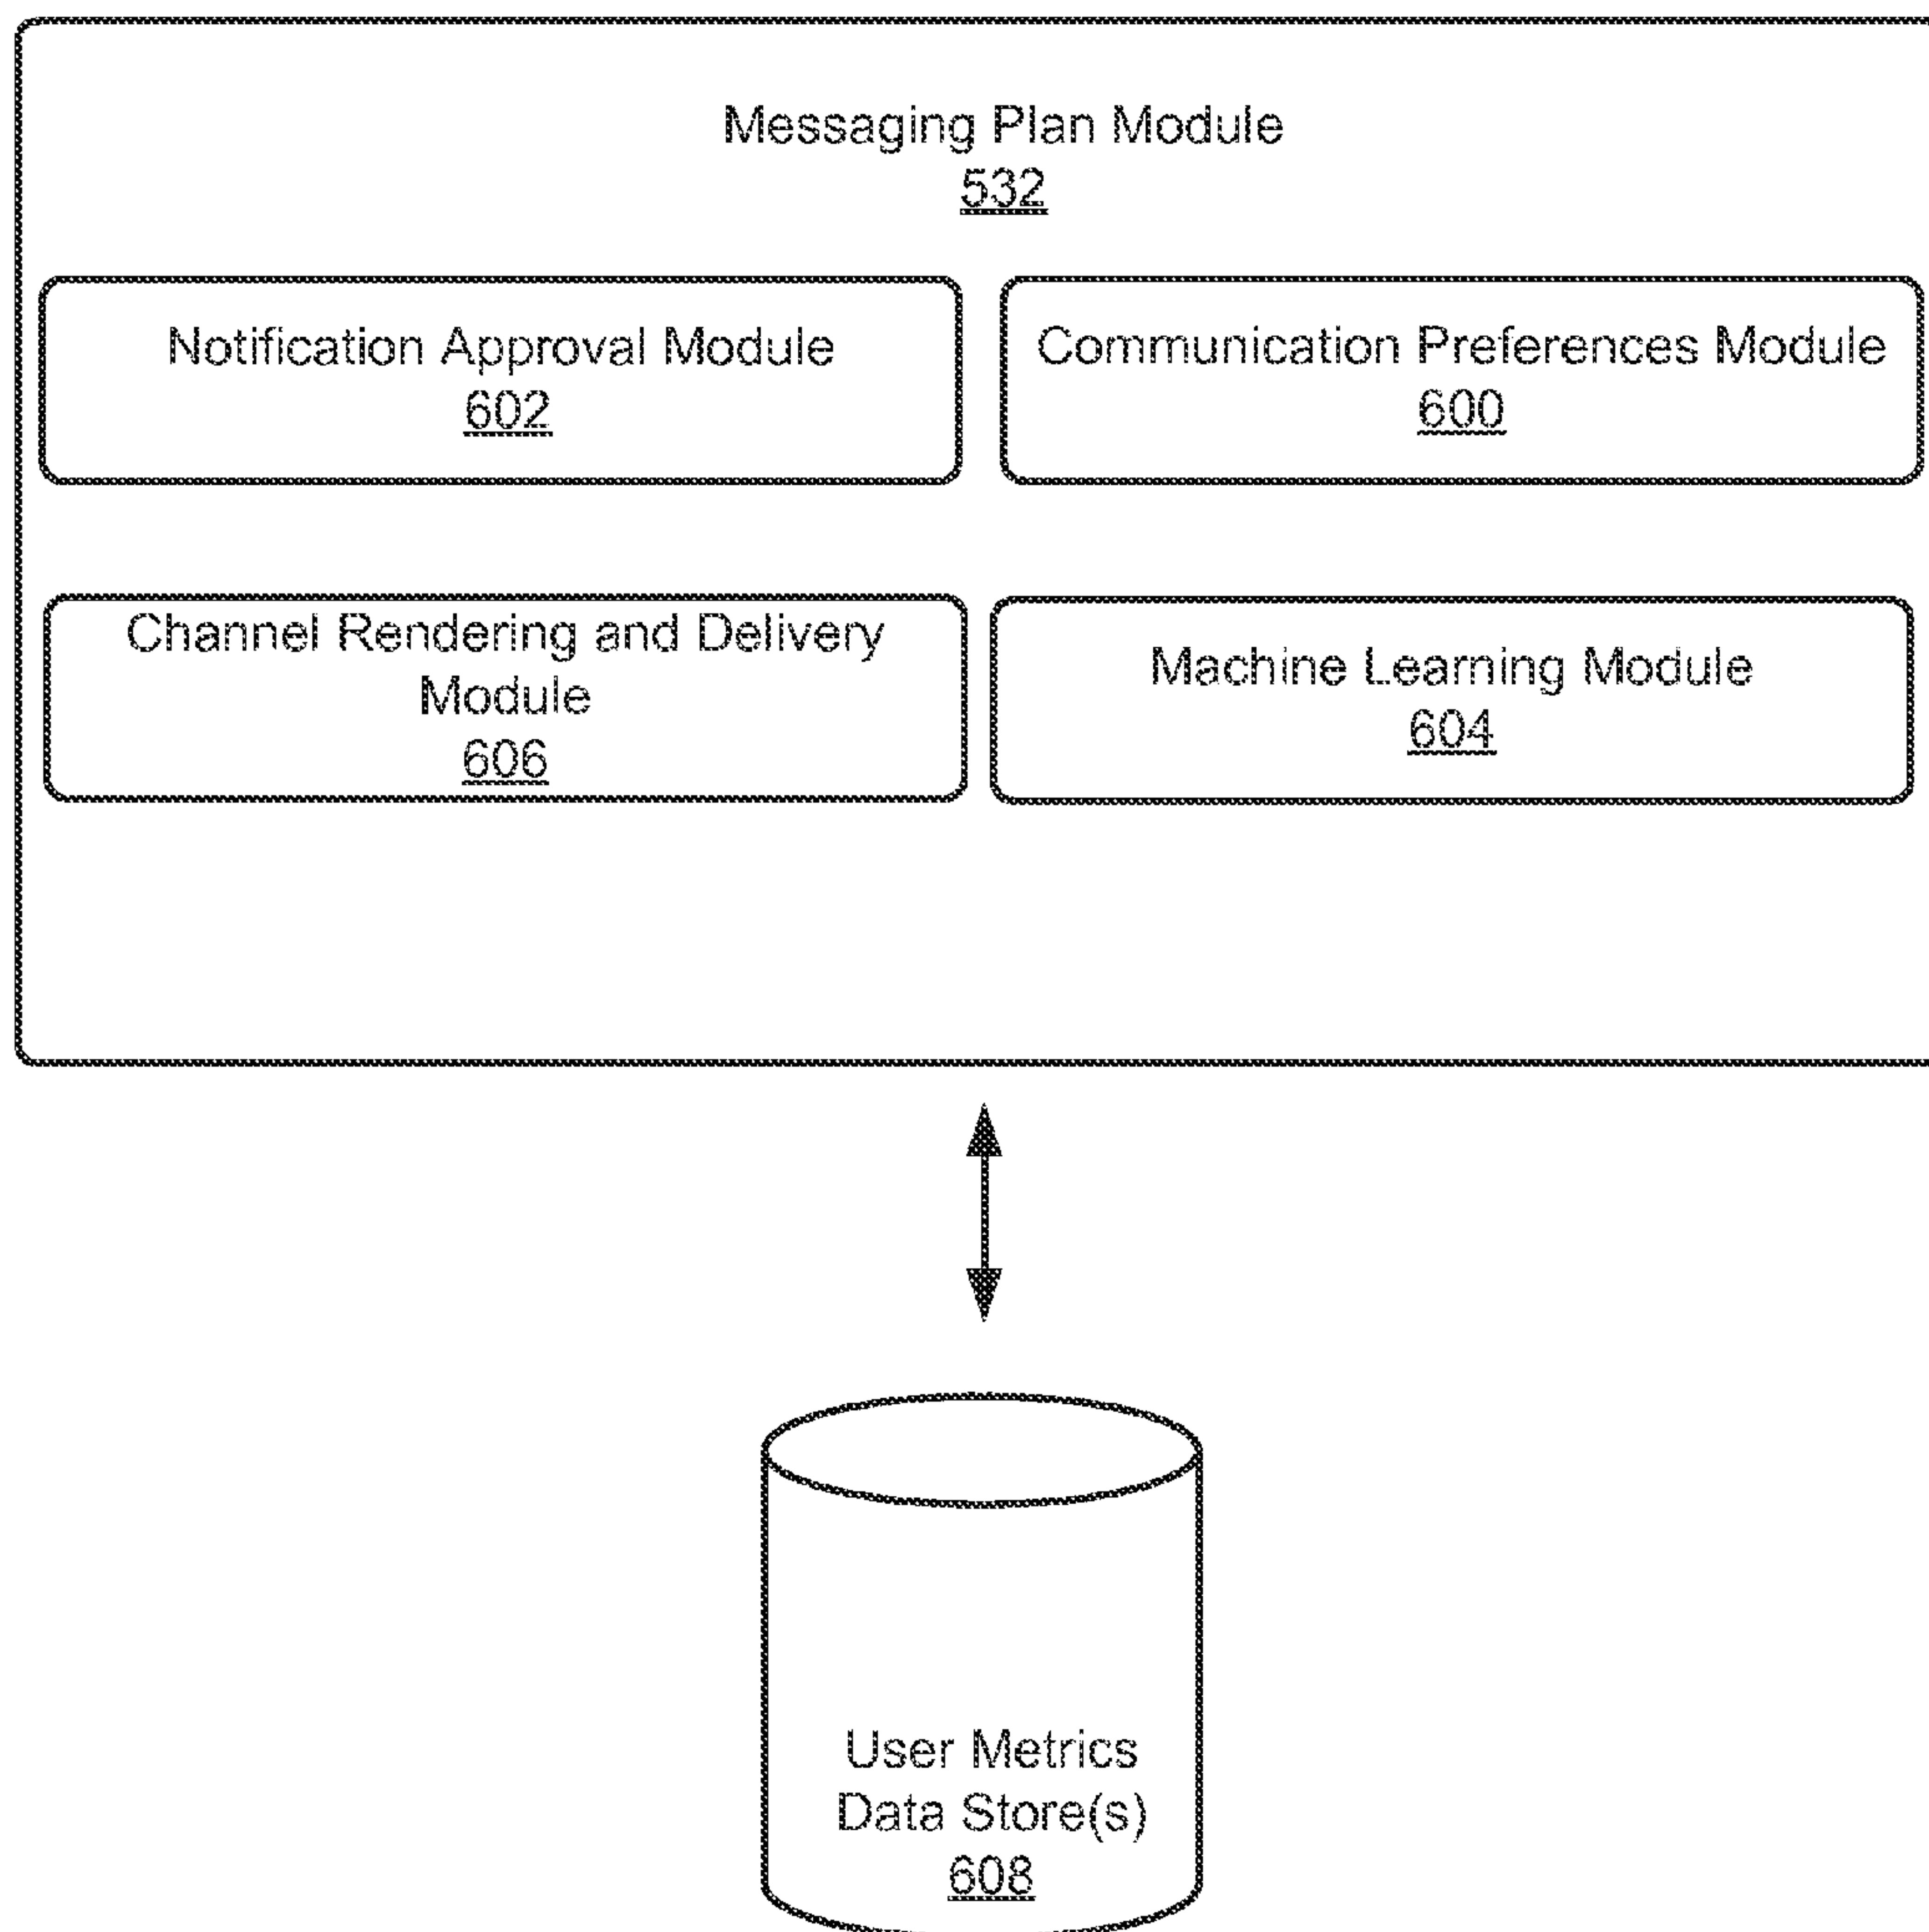 Messaging Plan Module
532
Notification Approval Module
602
Communication Preferences Module
600
Channel Rendering and Delivery
Module
606
Machine Learning Module
604
User Metrics
Data Store(s)
608